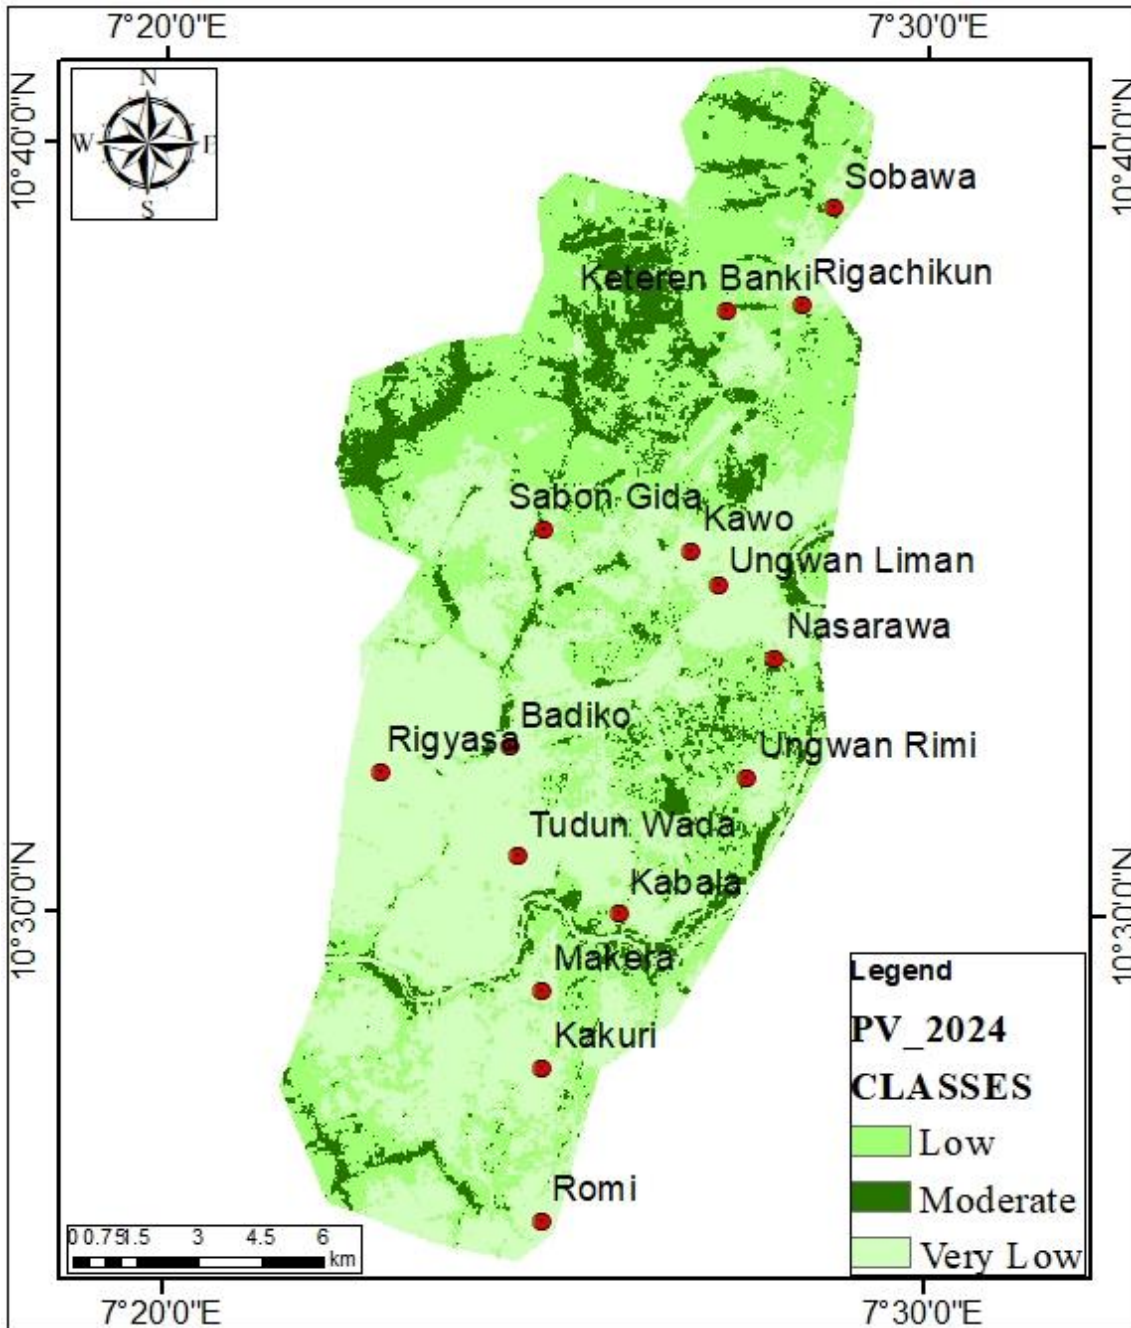 7°20'0"E
7°30'0"E
10°40'0"N
10°40'0"N
N
W
E
S
Sobawa
Keteren Banki
Rigachikun
Sabon Gida
Kawo
Ungwan Liman
Nasarawa
Badiko
Rigyasa
Ungwan Rimi
Tudun Wada
Kabala
10°30'0"N
10°30'0"N
Makera
Kakuri
Romi
Legend
PV_2024
CLASSES
Low
Moderate
Very Low
0 0.75 1.5 3 4.5 6
km
7°20'0"E
7°30'0"E